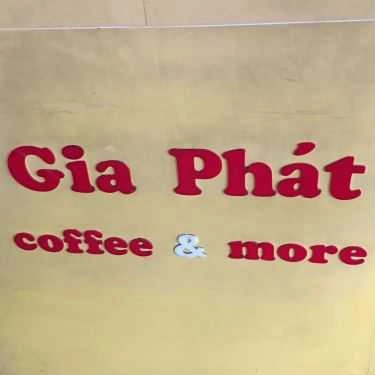 Gia Phát
coffee & more